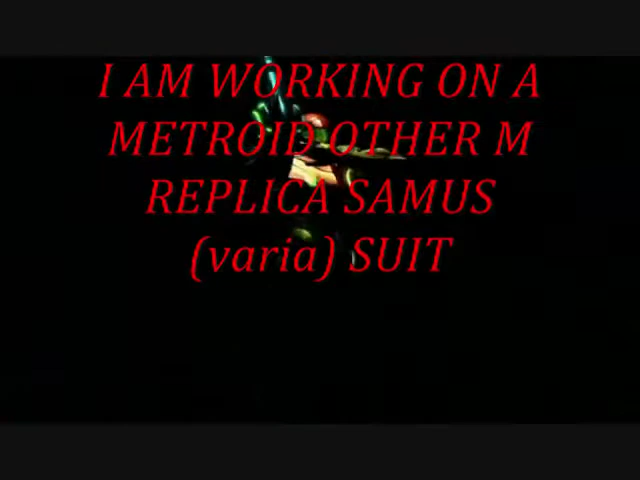 I AM WORKING ON A
METROID OTHER M
REPLICA SAMUS
(varia) SUIT